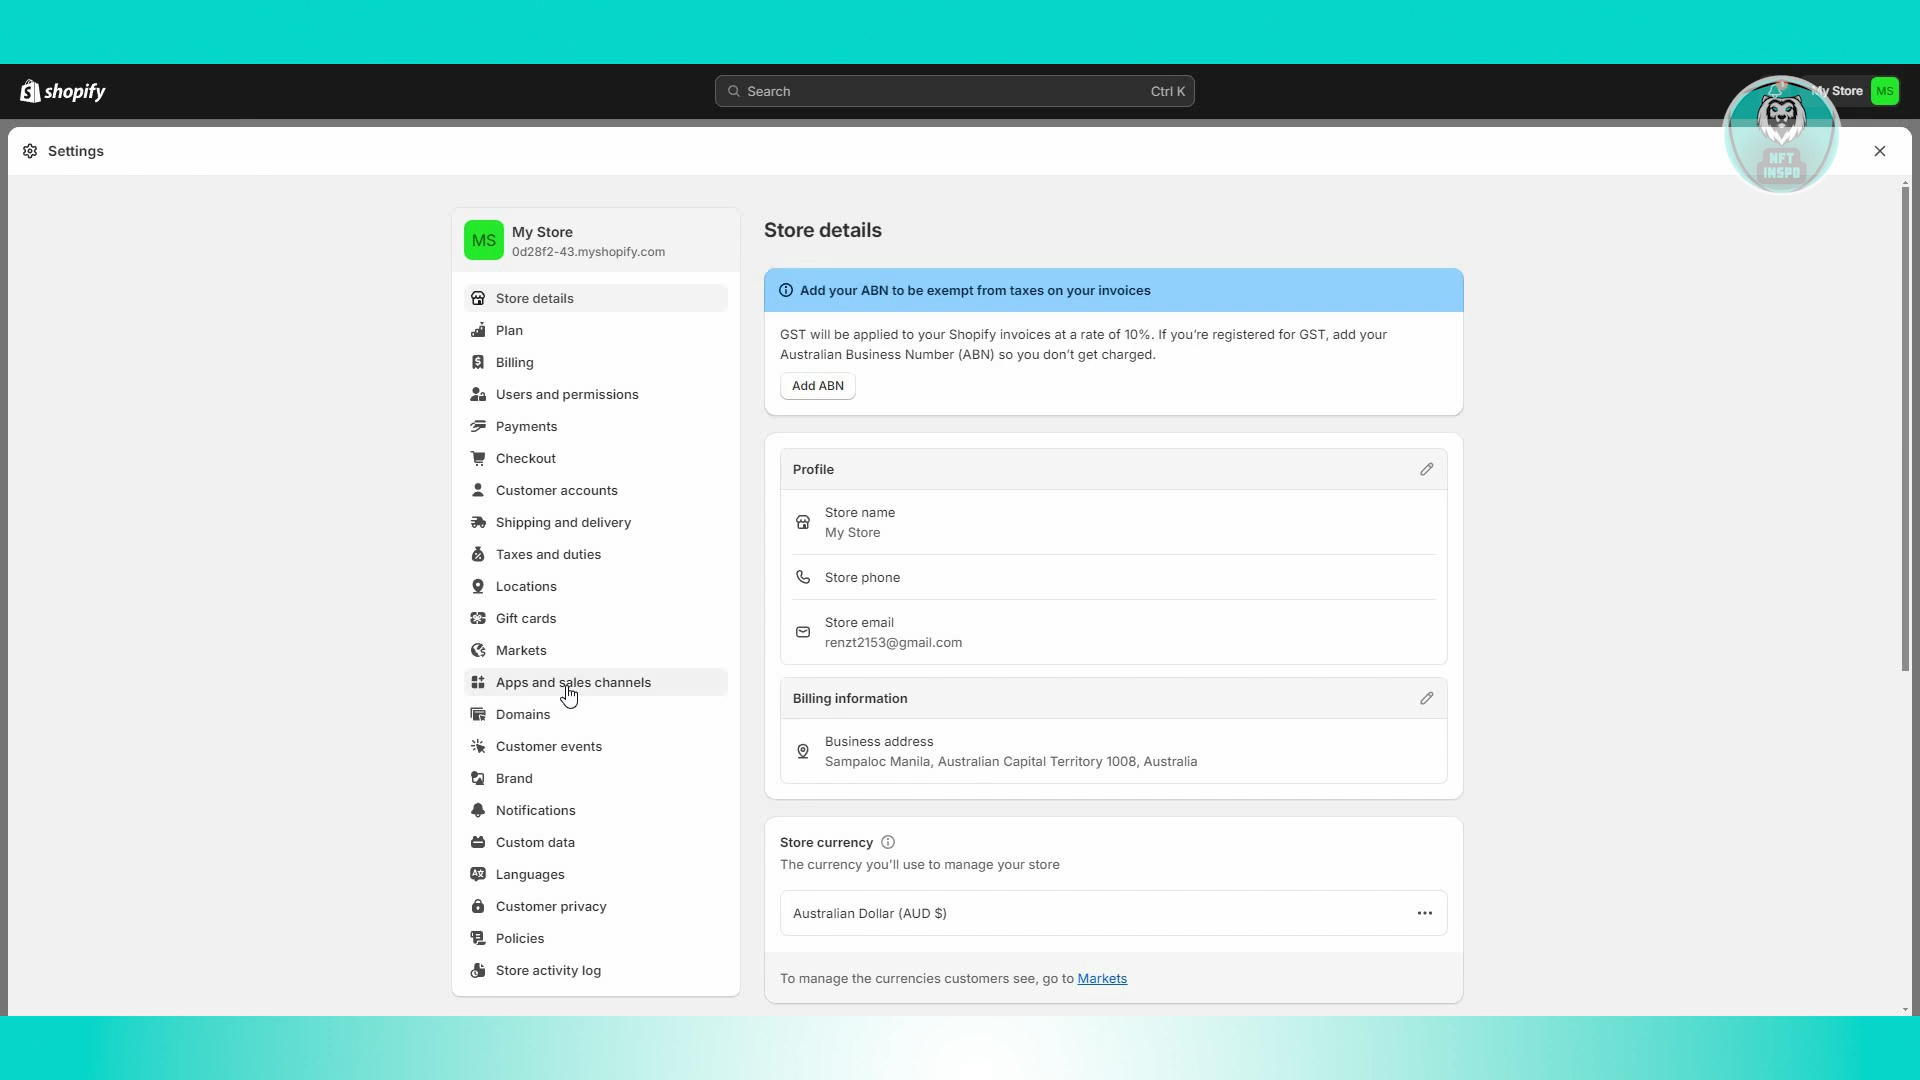 shopify
Search
Ctrl K
My Store
MS
NFT
INSPO
Settings
MS
My Store
0d28f2-43.myshopify.com
Store details
Plan
Billing
Users and permissions
Payments
Checkout
Customer accounts
Shipping and delivery
Taxes and duties
Locations
Gift cards
Markets
Apps and sales channels
Domains
Customer events
Brand
Notifications
Custom data
Languages
Customer privacy
Policies
Store activity log
Store details
Add your ABN to be exempt from taxes on your invoices
GST will be applied to your Shopify invoices at a rate of 10%. If you’re registered for GST, add your
Australian Business Number (ABN) so you don’t get charged.
Add ABN
Profile
Store name
My Store
Store phone
Store email
renzt2153@gmail.com
Billing information
Business address
Sampaloc Manila, Australian Capital Territory 1008, Australia
Store currency
The currency you'll use to manage your store
Australian Dollar (AUD $)
To manage the currencies customers see, go to Markets